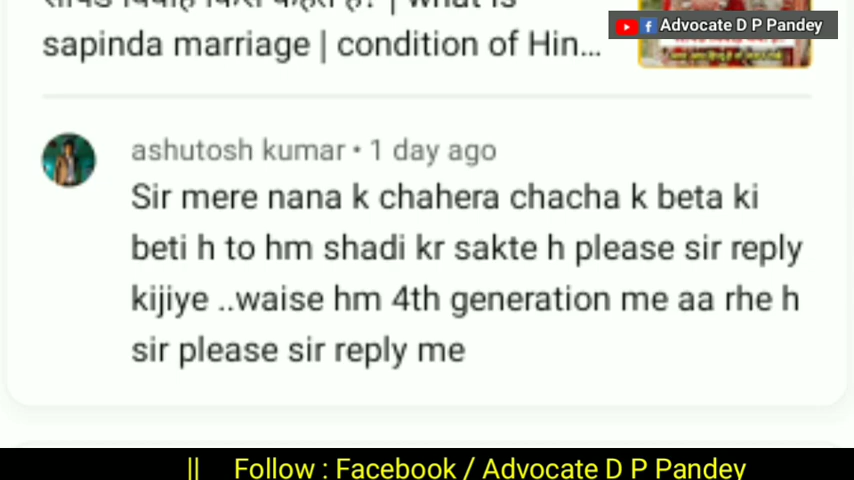 sapinda marriage | condition of Hin...
Advocate D P Pandey
ashutosh kumar • 1 day ago
Sir mere nana k chahera chacha k beta ki
beti h to hm shadi kr sakte h please sir reply
kijiye ..waise hm 4th generation me aa rhe h
sir please sir reply me
|| Follow : Facebook / Advocate D P Pandey